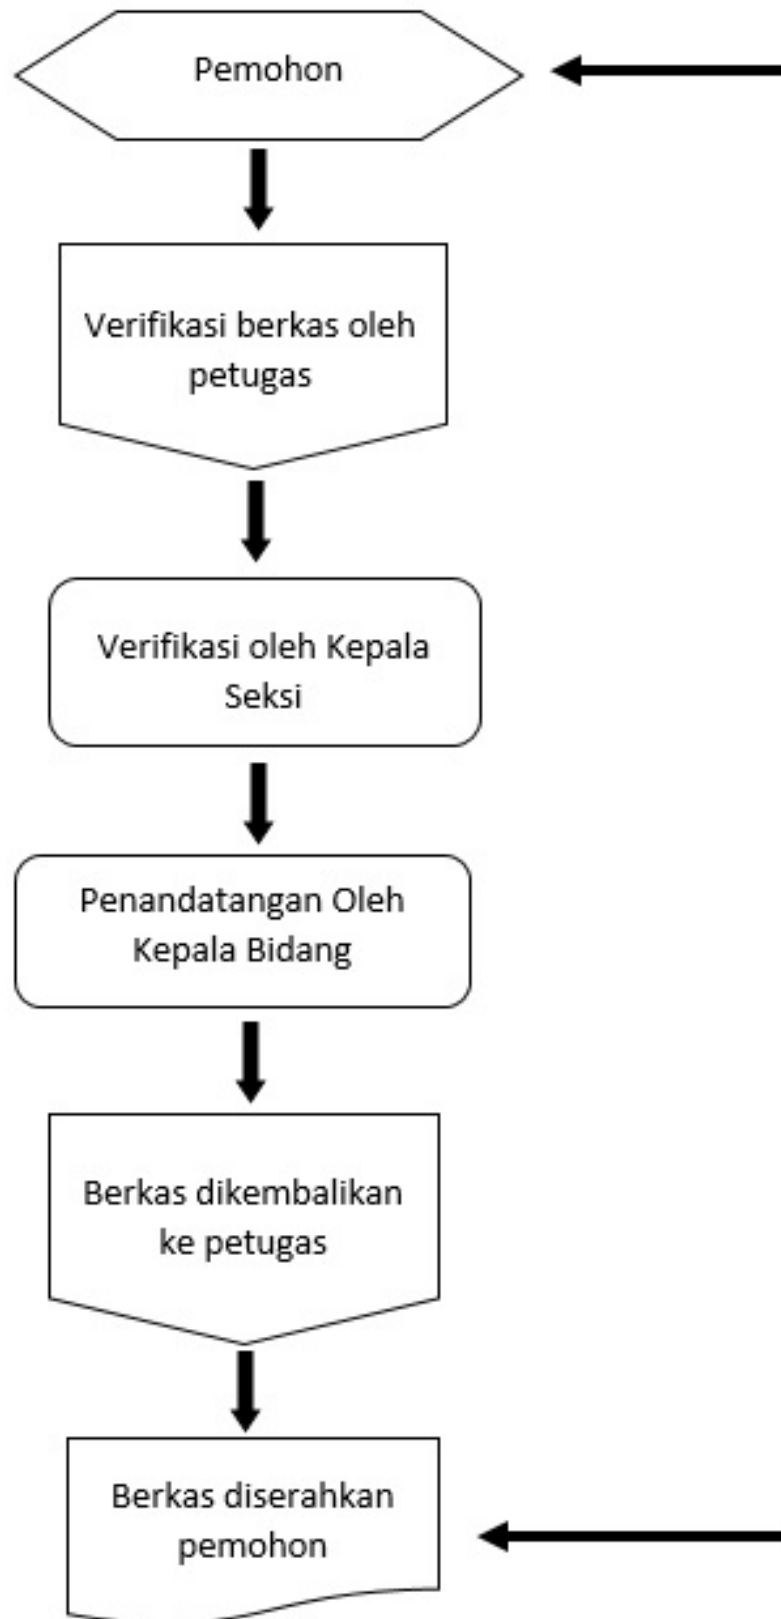 Pemohon
Verifikasi berkas oleh
petugas
Verifikasi oleh Kepala
Seksi
Penandatangan Oleh
Kepala Bidang
Berkas dikembalikan
ke petugas
Berkas diserahkan
pemohon